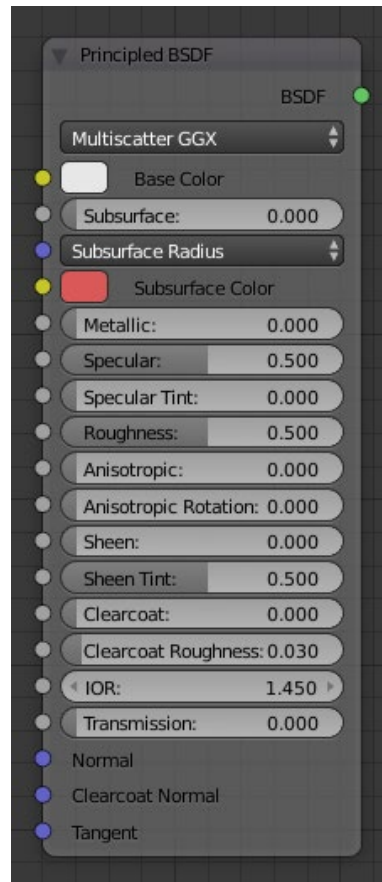 Principled BSDF
BSDF
Multiscatter GGX
Base Color
Subsurface: 0.000
Subsurface Radius
Subsurface Color
Metallic: 0.000
Specular: 0.500
Specular Tint: 0.000
Roughness: 0.500
Anisotropic: 0.000
Anisotropic Rotation: 0.000
Sheen: 0.000
Sheen Tint: 0.500
Clearcoat: 0.000
Clearcoat Roughness: 0.030
IOR: 1.450
Transmission: 0.000
Normal
Clearcoat Normal
Tangent